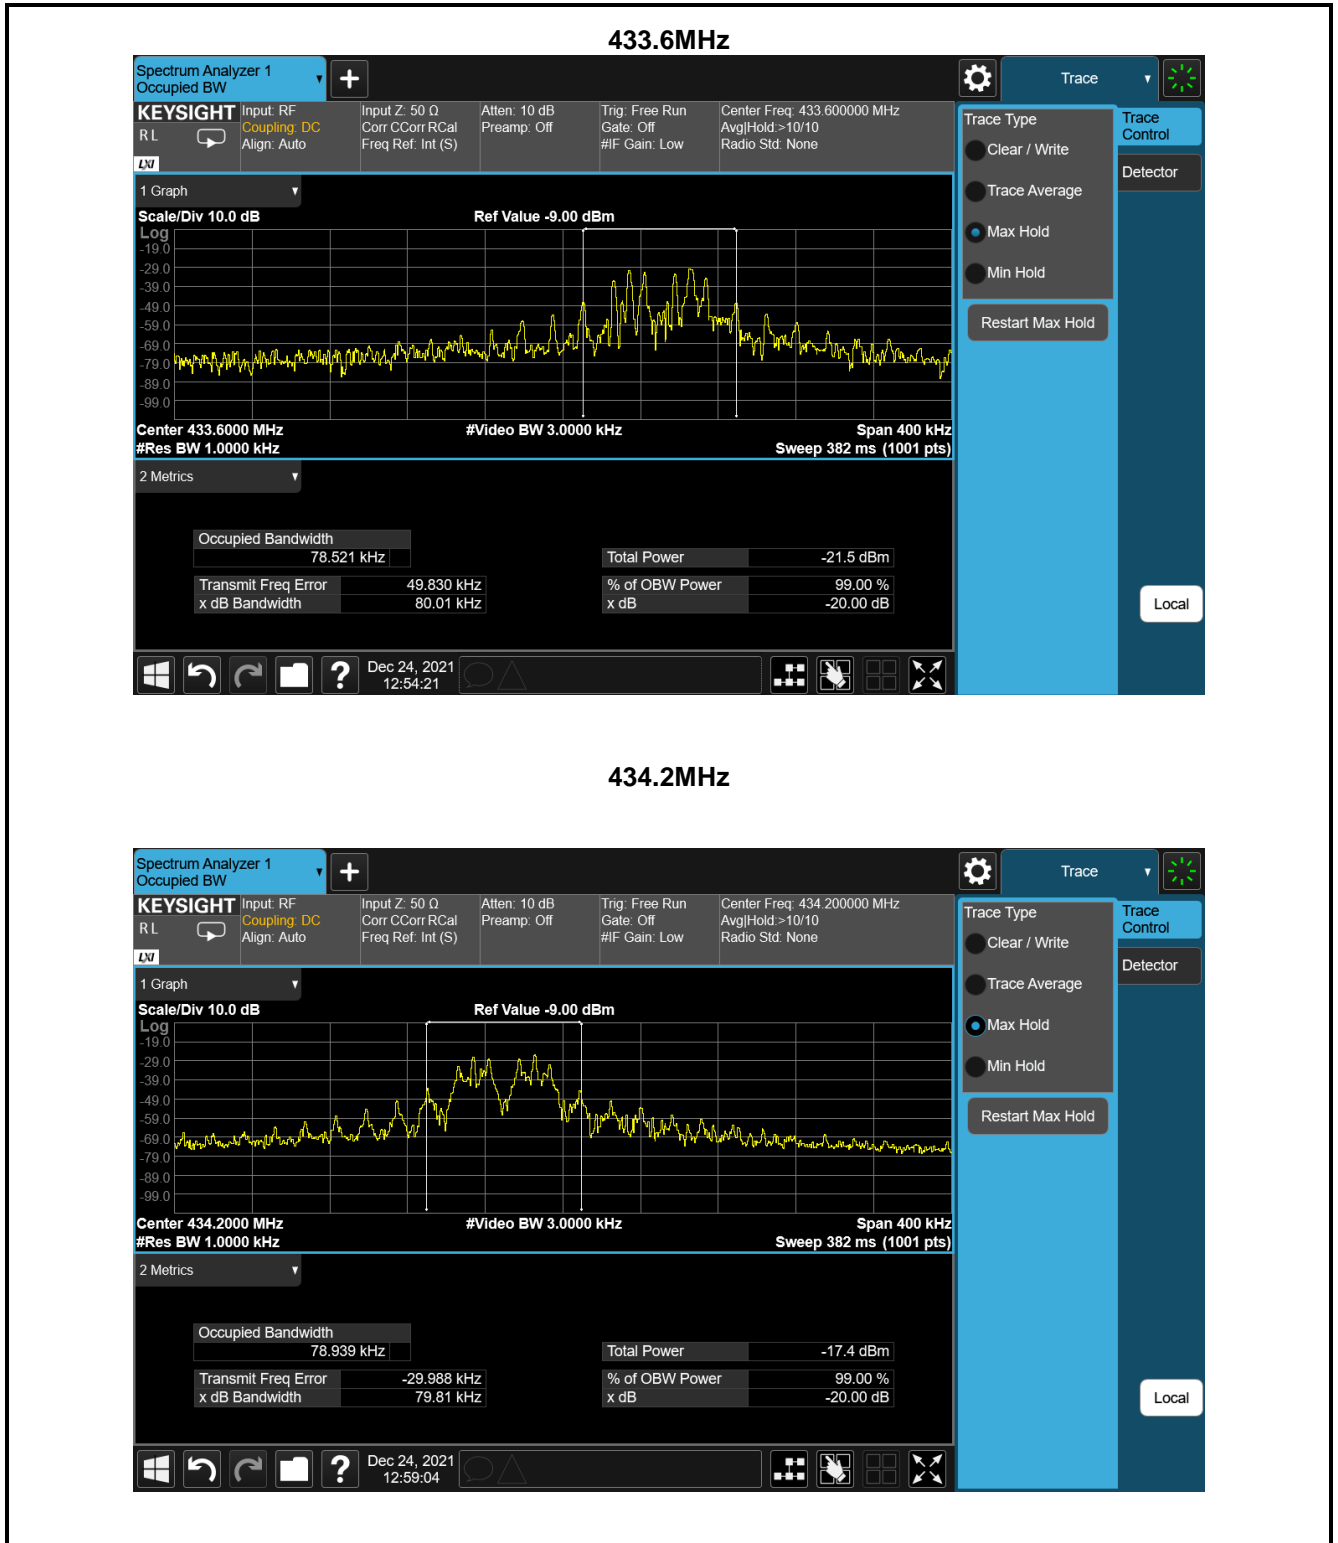 433.6MHz
Spectrum Analyzer 1
Occupied BW
Trace
KEYSIGHT
R L
LXI
Input: RF
Coupling: DC
Align: Auto
Input Z: 50 Ω
Corr CCorr RCal
Freq Ref: Int (S)
Atten: 10 dB
Preamp: Off
Trig: Free Run
Gate: Off
#IF Gain: Low
Center Freq: 433.600000 MHz
Avg|Hold:>10/10
Radio Std: None
Trace Type
Clear / Write
Trace Average
Max Hold
Min Hold
Restart Max Hold
Trace
Control
Detector
1 Graph
Scale/Div 10.0 dB
Ref Value -9.00 dBm
Log
-19.0
-29.0
-39.0
-49.0
-59.0
-69.0
-79.0
-89.0
-99.0
Center 433.6000 MHz
#Video BW 3.0000 kHz
Span 400 kHz
#Res BW 1.0000 kHz
Sweep 382 ms (1001 pts)
2 Metrics
Occupied Bandwidth
78.521 kHz
Total Power -21.5 dBm
Transmit Freq Error 49.830 kHz
% of OBW Power 99.00 %
x dB Bandwidth 80.01 kHz
x dB -20.00 dB
Local
?
Dec 24, 2021
12:54:21
434.2MHz
Spectrum Analyzer 1
Occupied BW
Trace
KEYSIGHT
R L
LXI
Input: RF
Coupling: DC
Align: Auto
Input Z: 50 Ω
Corr CCorr RCal
Freq Ref: Int (S)
Atten: 10 dB
Preamp: Off
Trig: Free Run
Gate: Off
#IF Gain: Low
Center Freq: 434.200000 MHz
Avg|Hold:>10/10
Radio Std: None
Trace Type
Clear / Write
Trace Average
Max Hold
Min Hold
Restart Max Hold
Trace
Control
Detector
1 Graph
Scale/Div 10.0 dB
Ref Value -9.00 dBm
Log
-19.0
-29.0
-39.0
-49.0
-59.0
-69.0
-79.0
-89.0
-99.0
Center 434.2000 MHz
#Video BW 3.0000 kHz
Span 400 kHz
#Res BW 1.0000 kHz
Sweep 382 ms (1001 pts)
2 Metrics
Occupied Bandwidth
78.939 kHz
Total Power -17.4 dBm
Transmit Freq Error -29.988 kHz
% of OBW Power 99.00 %
x dB Bandwidth 79.81 kHz
x dB -20.00 dB
Local
?
Dec 24, 2021
12:59:04